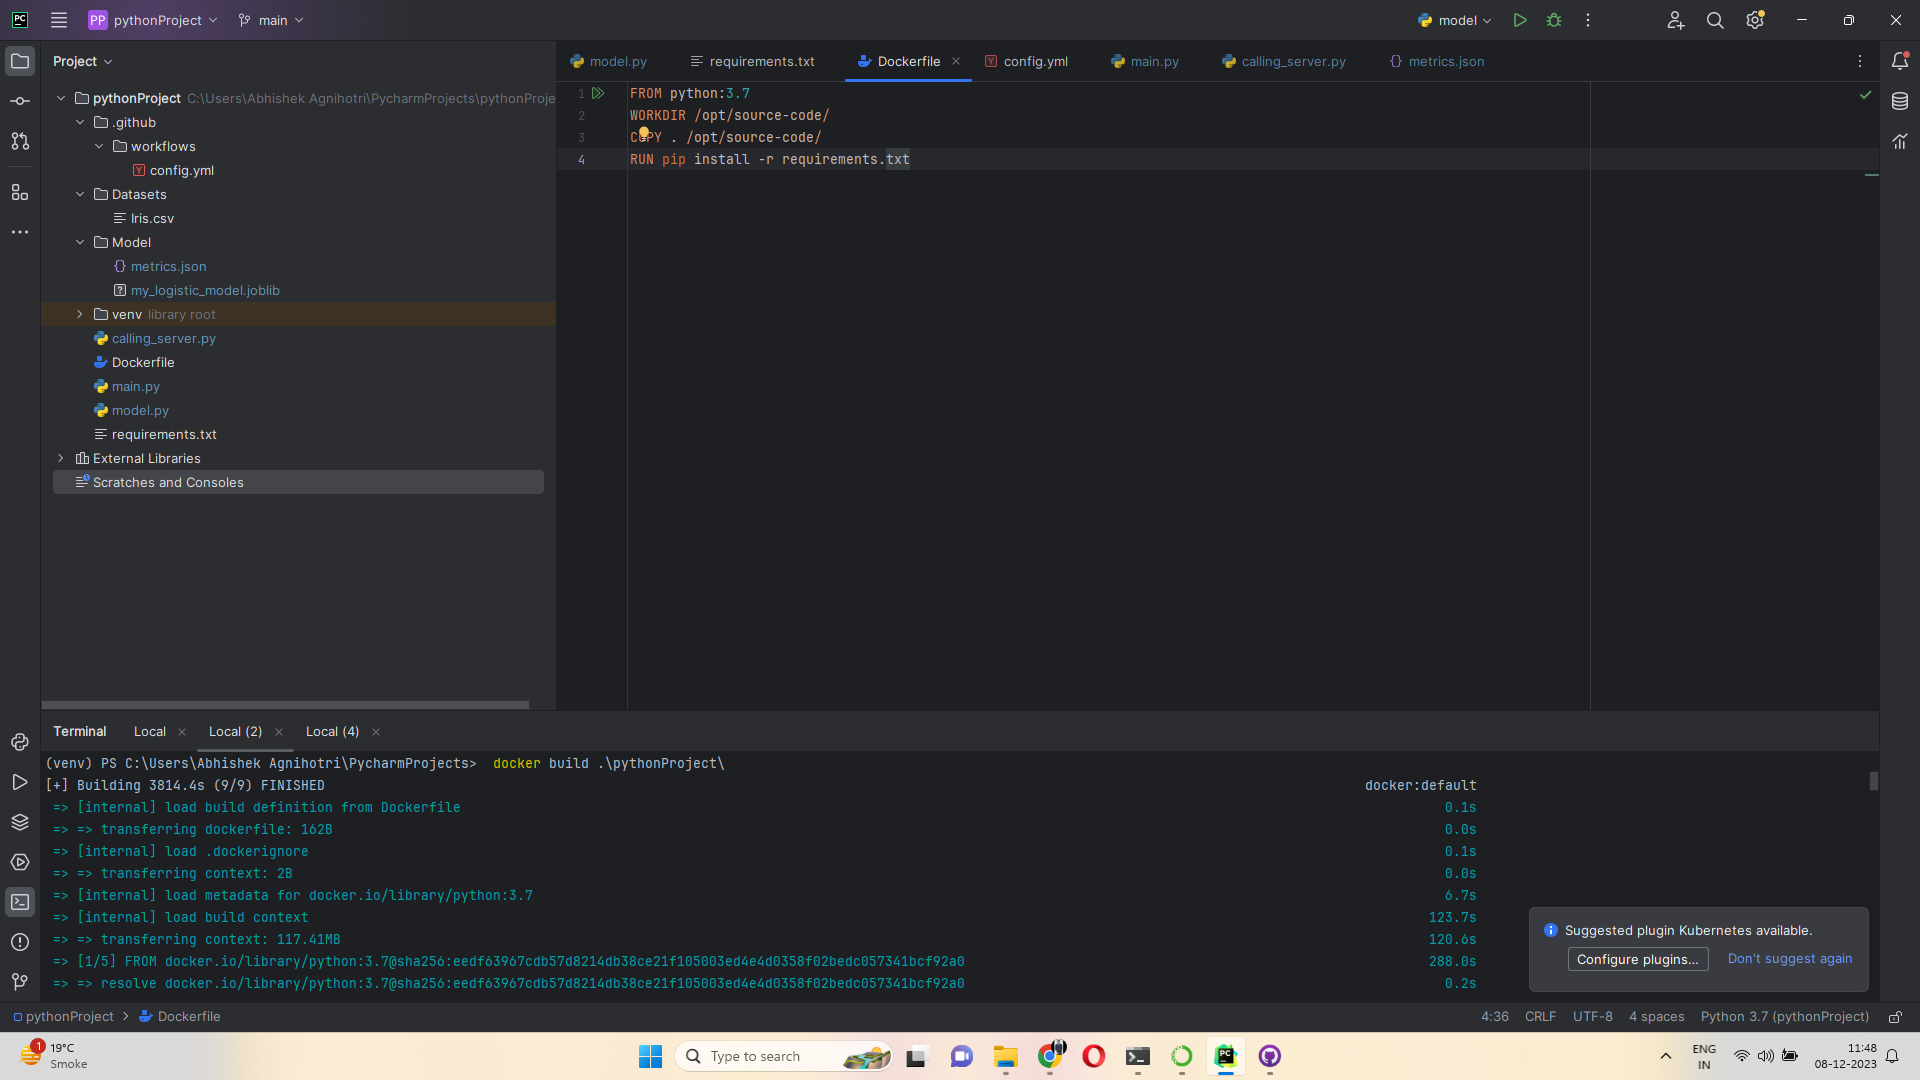 PC
PP pythonProject
main
model
Project
model.py
requirements.txt
Dockerfile
config.yml
main.py
calling_server.py
metrics.json
pythonProject C:\Users\Abhishek Agnihotri\PycharmProjects\pythonProje
.github
workflows
config.yml
Datasets
Iris.csv
Model
metrics.json
my_logistic_model.joblib
venv library root
calling_server.py
Dockerfile
main.py
model.py
requirements.txt
External Libraries
Scratches and Consoles
1 FROM python:3.7
2 WORKDIR /opt/source-code/
3 COPY . /opt/source-code/
4 RUN pip install -r requirements.txt
Terminal
Local
Local (2)
Local (4)
(venv) PS C:\Users\Abhishek Agnihotri\PycharmProjects> docker build .\pythonProject\
[+] Building 3814.4s (9/9) FINISHED docker:default
=> [internal] load build definition from Dockerfile 0.1s
=> => transferring dockerfile: 162B 0.0s
=> [internal] load .dockerignore 0.1s
=> => transferring context: 2B 0.0s
=> [internal] load metadata for docker.io/library/python:3.7 6.7s
=> [internal] load build context 123.7s
=> => transferring context: 117.41MB 120.6s
=> [1/5] FROM docker.io/library/python:3.7@sha256:eedf63967cdb57d8214db38ce21f105003ed4e4d0358f02bedc057341bcf92a0 288.0s
=> => resolve docker.io/library/python:3.7@sha256:eedf63967cdb57d8214db38ce21f105003ed4e4d0358f02bedc057341bcf92a0 0.2s
Suggested plugin Kubernetes available.
Configure plugins...
Don't suggest again
pythonProject
Dockerfile
4:36
CRLF
UTF-8
4 spaces
Python 3.7 (pythonProject)
1
19°C
Smoke
Type to search
PC
ENG
IN
11:48
08-12-2023